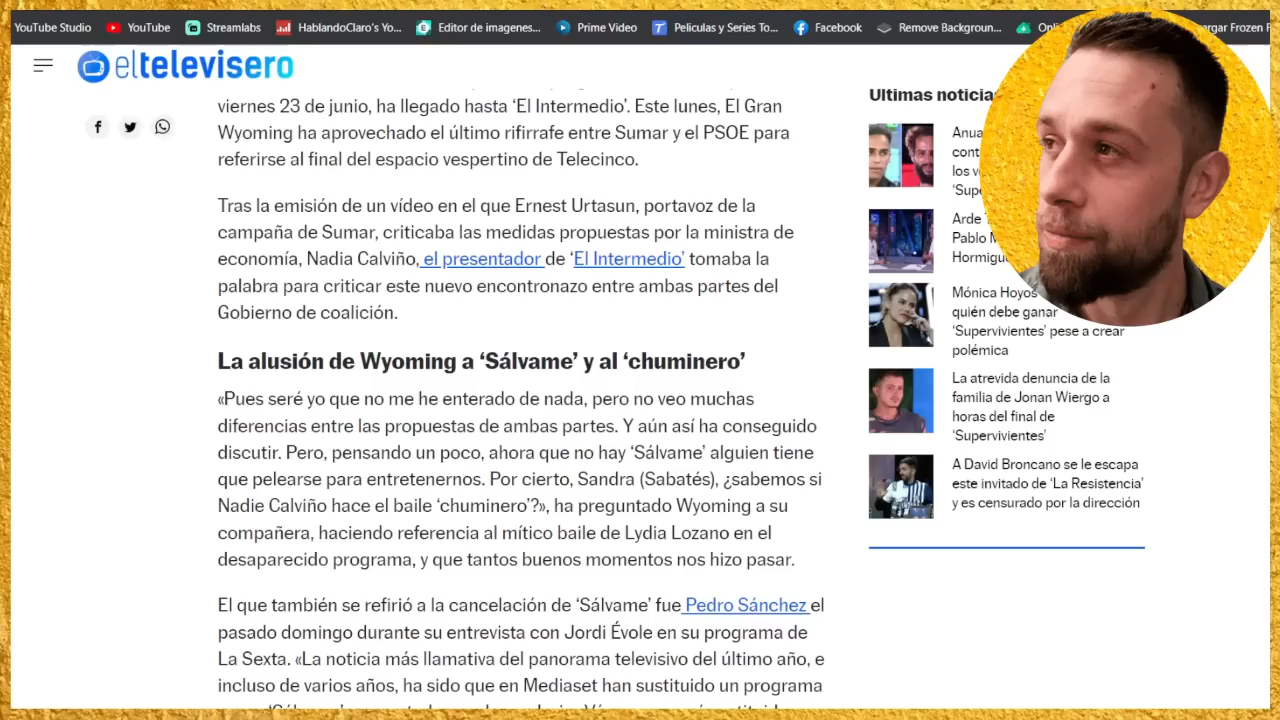 YouTube Studio
YouTube
Streamlabs
HablandoClaro's Yo...
Editor de imagenes...
Prime Video
Peliculas y Series To...
Facebook
Remove Backgroun...
Frozen F
eltelevisero
viernes 23 de junio, ha llegado hasta ‘El Intermedio’. Este lunes, El Gran
Wyoming ha aprovechado el último rifirrafe entre Sumar y el PSOE para
referirse al final del espacio vespertino de Telecinco.
Tras la emisión de un vídeo en el que Ernest Urtasun, portavoz de la
campaña de Sumar, criticaba las medidas propuestas por la ministra de
economía, Nadia Calviño, el presentador de ‘El Intermedio’ tomaba la
palabra para criticar este nuevo encontronazo entre ambas partes del
Gobierno de coalición.
La alusión de Wyoming a ‘Sálvame’ y al ‘chuminero’
«Pues seré yo que no me he enterado de nada, pero no veo muchas
diferencias entre las propuestas de ambas partes. Y aún así ha conseguido
discutir. Pero, pensando un poco, ahora que no hay ‘Sálvame’ alguien tiene
que pelearse para entretenernos. Por cierto, Sandra (Sabatés), ¿sabemos si
Nadie Calviño hace el baile ‘chuminero’?», ha preguntado Wyoming a su
compañera, haciendo referencia al mítico baile de Lydia Lozano en el
desaparecido programa, y que tantos buenos momentos nos hizo pasar.
El que también se refirió a la cancelación de ‘Sálvame’ fue Pedro Sánchez el
pasado domingo durante su entrevista con Jordi Évole en su programa de
La Sexta. «La noticia más llamativa del panorama televisivo del último año, e
incluso de varios años, ha sido que en Mediaset han sustituido un programa
Ultimas noticias
Anua
cont
los v
‘Supe
Arde
Pablo M
Hormigu
Mónica Hoyos
quién debe ganar
‘Supervivientes’ pese a crear
polémica
La atrevida denuncia de la
familia de Jonan Wiergo a
horas del final de
‘Supervivientes’
A David Broncano se le escapa
este invitado de ‘La Resistencia’
y es censurado por la dirección